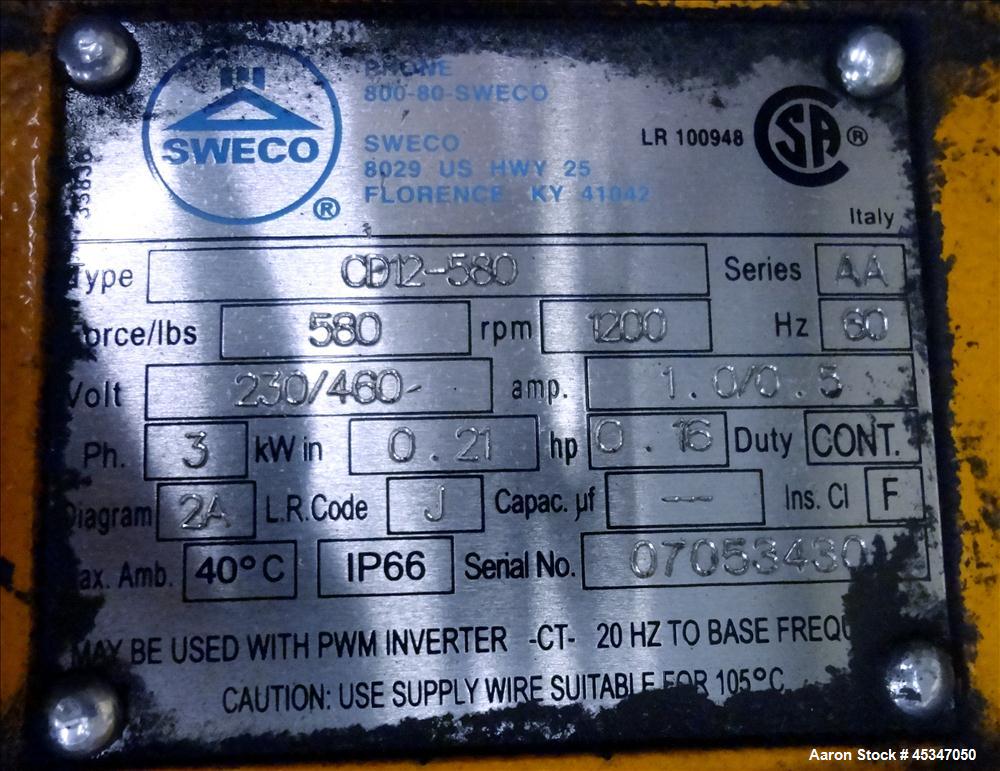 PHONE
800-80-SWECO
SWECO
SWECO
8029 US HWY 25
FLORENCE KY 41042
®
LR 100948 CSA ®
Italy
Type CD12-580 Series AA
Force/lbs 580 rpm 1200 Hz 60
Volt 230/460 amp. 1.0/0.5
Ph. 3 kW in 0.21 hp 0.16 Duty CONT.
Diagram 2A L.R.Code J Capac. µf -- Ins. Cl F
Max. Amb. 40°C IP66 Serial No. 07053430
MAY BE USED WITH PWM INVERTER -CT- 20 HZ TO BASE FREQU
CAUTION: USE SUPPLY WIRE SUITABLE FOR 105°C
Aaron Stock # 45347050